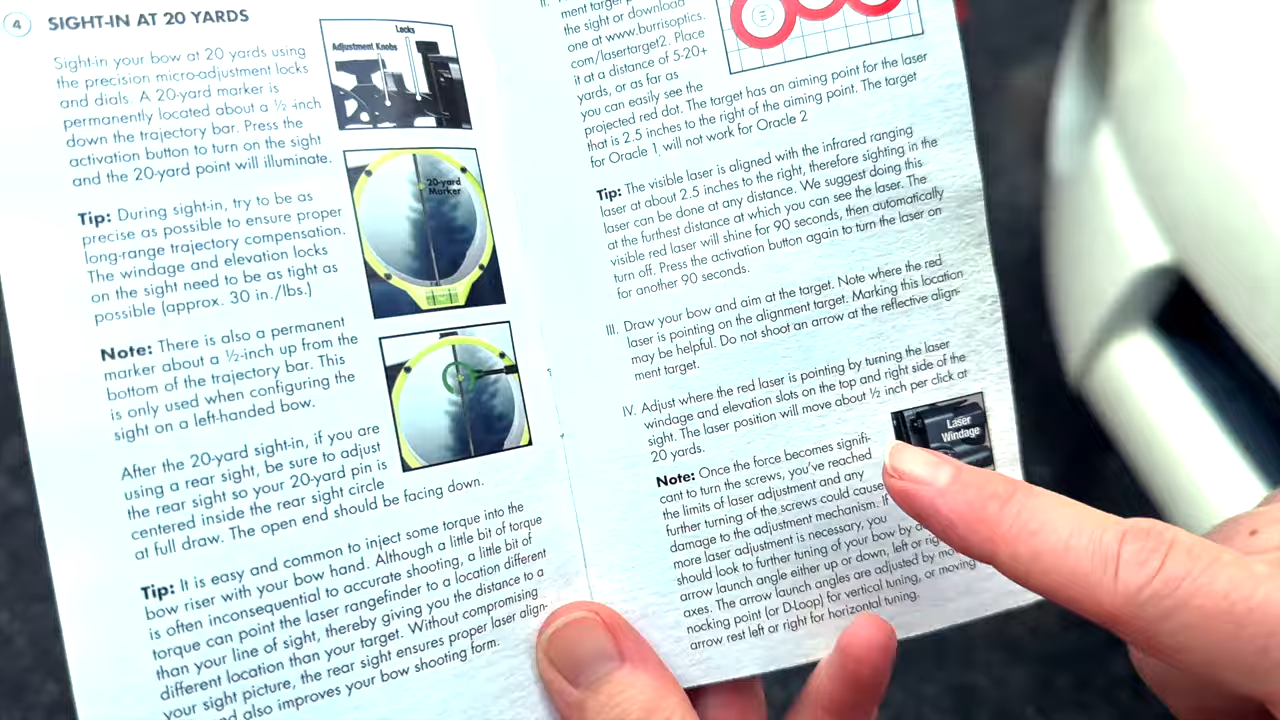 4 SIGHT-IN AT 20 YARDS
Sight-in your bow at 20 yards using
the precision micro-adjustment locks
and dials. A 20-yard marker is
permanently located about a ½ -inch
down the trajectory bar. Press the
activation button to turn on the sight
and the 20-yard point will illuminate.
Locks
Adjustment Knobs
20-yard
Marker
Tip: During sight-in, try to be as
precise as possible to ensure proper
long-range trajectory compensation.
The windage and elevation locks
on the sight need to be as tight as
possible (approx. 30 in./lbs.)
Note: There is also a permanent
marker about a ½-inch up from the
bottom of the trajectory bar. This
is only used when configuring the
sight on a left-handed bow.
After the 20-yard sight-in, if you are
using a rear sight, be sure to adjust
the rear sight so your 20-yard pin is
centered inside the rear sight circle
at full draw. The open end should be facing down.
Tip: It is easy and common to inject some torque into the
bow riser with your bow hand. Although a little bit of torque
is often inconsequential to accurate shooting, a little bit of
torque can point the laser rangefinder to a location different
than your line of sight, thereby giving you the distance to a
different location than your target. Without compromising
your sight picture, the rear sight ensures proper laser align-
also improves your bow shooting form.
II.
ment target
the sight or download
one at www.burrisoptics.
com/lasertarget2. Place
it at a distance of 5-20+
yards, or as far as
you can easily see the
projected red dot. The target has an aiming point for the laser
that is 2.5 inches to the right of the aiming point. The target
for Oracle 1, will not work for Oracle 2
Tip: The visible laser is aligned with the infrared ranging
laser at about 2.5 inches to the right, therefore sighting in the
laser can be done at any distance. We suggest doing this
at the furthest distance at which you can see the laser. The
visible red laser will shine for 90 seconds, then automatically
turn off. Press the activation button again to turn the laser on
for another 90 seconds.
III. Draw your bow and aim at the target. Note where the red
laser is pointing on the alignment target. Marking this location
may be helpful. Do not shoot an arrow at the reflective align-
ment target.
IV. Adjust where the red laser is pointing by turning the laser
windage and elevation slots on the top and right side of the
sight. The laser position will move about ½ inch per click at
20 yards.
Laser
Windage
Note: Once the force becomes signifi-
cant to turn the screws, you've reached
the limits of laser adjustment and any
further turning of the screws could cause
damage to the adjustment mechanism. If
more laser adjustment is necessary, you
should look to further tuning of your bow by
arrow launch angle either up or down, left or
axes. The arrow launch angles are adjusted by
nocking point (or D-Loop) for vertical tuning, or moving
arrow rest left or right for horizontal tuning.